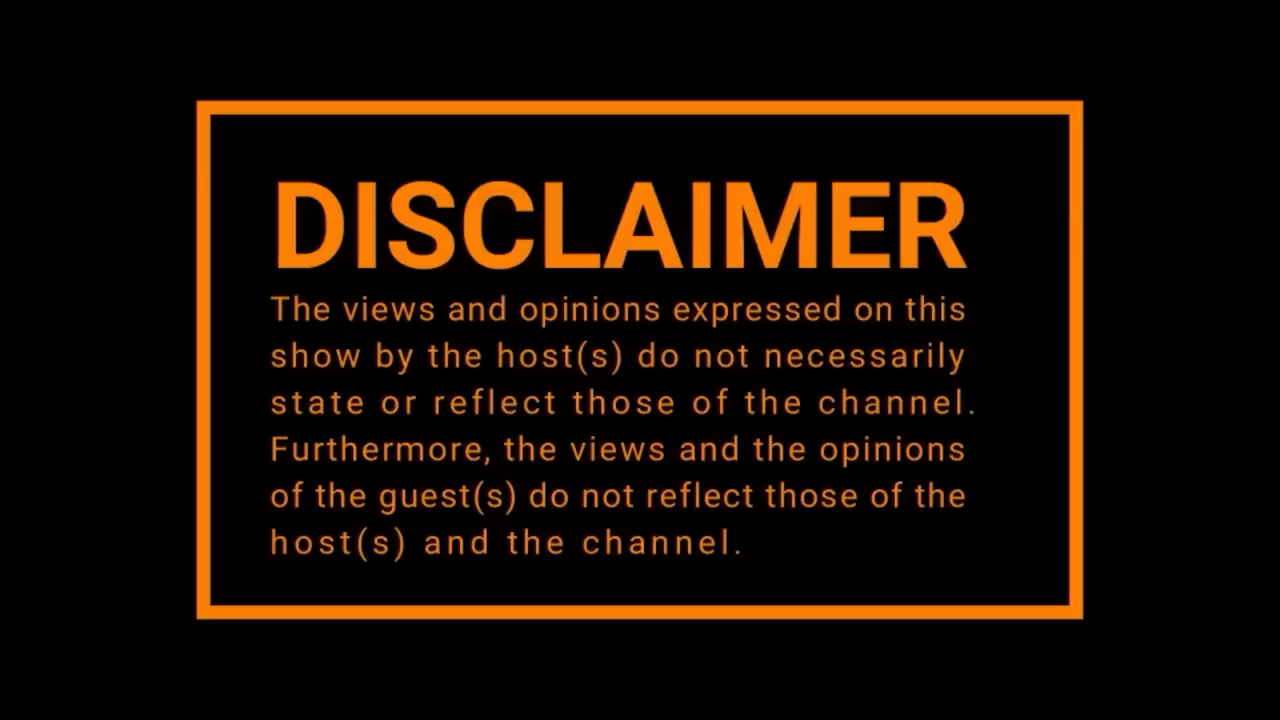 DISCLAIMER
The views and opinions expressed on this
show by the host(s) do not necessarily
state or reflect those of the channel.
Furthermore, the views and the opinions
of the guest(s) do not reflect those of the
host(s) and the channel.